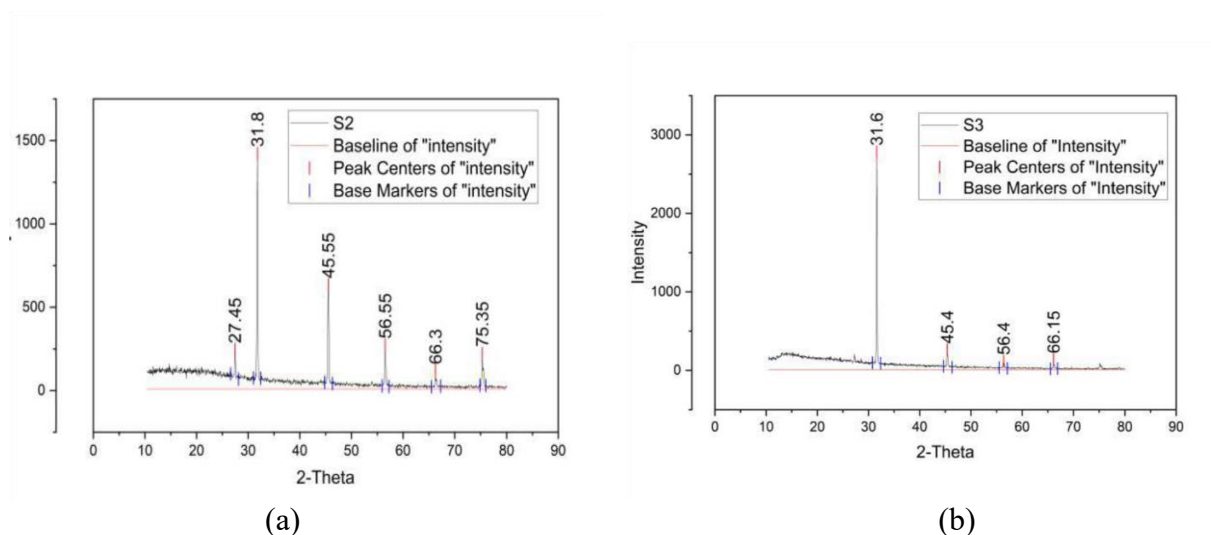 S2
Baseline of "intensity"
Peak Centers of "intensity"
Base Markers of "intensity"
27.45
31.8
45.55
56.55
66.3
75.35
1500
1000
500
0
0 10 20 30 40 50 60 70 80 90
2-Theta
(a)
S3
Baseline of "Intensity"
Peak Centers of "Intensity"
Base Markers of "Intensity"
31.6
45.4
56.4
66.15
Intensity
3000
2000
1000
0
0 10 20 30 40 50 60 70 80 90
2-Theta
(b)